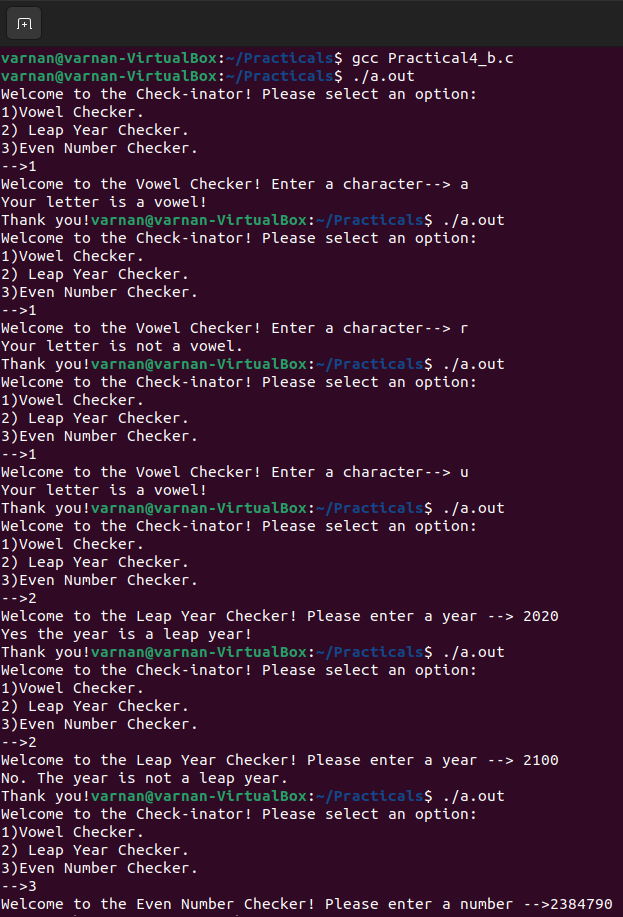 varnan@varnan-VirtualBox:~/Practicals$ gcc Practical4_b.c
varnan@varnan-VirtualBox:~/Practicals$ ./a.out
Welcome to the Check-inator! Please select an option:
1)Vowel Checker.
2) Leap Year Checker.
3)Even Number Checker.
-->1
Welcome to the Vowel Checker! Enter a character--> a
Your letter is a vowel!
Thank you!varnan@varnan-VirtualBox:~/Practicals$ ./a.out
Welcome to the Check-inator! Please select an option:
1)Vowel Checker.
2) Leap Year Checker.
3)Even Number Checker.
-->1
Welcome to the Vowel Checker! Enter a character--> r
Your letter is not a vowel.
Thank you!varnan@varnan-VirtualBox:~/Practicals$ ./a.out
Welcome to the Check-inator! Please select an option:
1)Vowel Checker.
2) Leap Year Checker.
3)Even Number Checker.
-->1
Welcome to the Vowel Checker! Enter a character--> u
Your letter is a vowel!
Thank you!varnan@varnan-VirtualBox:~/Practicals$ ./a.out
Welcome to the Check-inator! Please select an option:
1)Vowel Checker.
2) Leap Year Checker.
3)Even Number Checker.
-->2
Welcome to the Leap Year Checker! Please enter a year --> 2020
Yes the year is a leap year!
Thank you!varnan@varnan-VirtualBox:~/Practicals$ ./a.out
Welcome to the Check-inator! Please select an option:
1)Vowel Checker.
2) Leap Year Checker.
3)Even Number Checker.
-->2
Welcome to the Leap Year Checker! Please enter a year --> 2100
No. The year is not a leap year.
Thank you!varnan@varnan-VirtualBox:~/Practicals$ ./a.out
Welcome to the Check-inator! Please select an option:
1)Vowel Checker.
2) Leap Year Checker.
3)Even Number Checker.
-->3
Welcome to the Even Number Checker! Please enter a number -->2384790